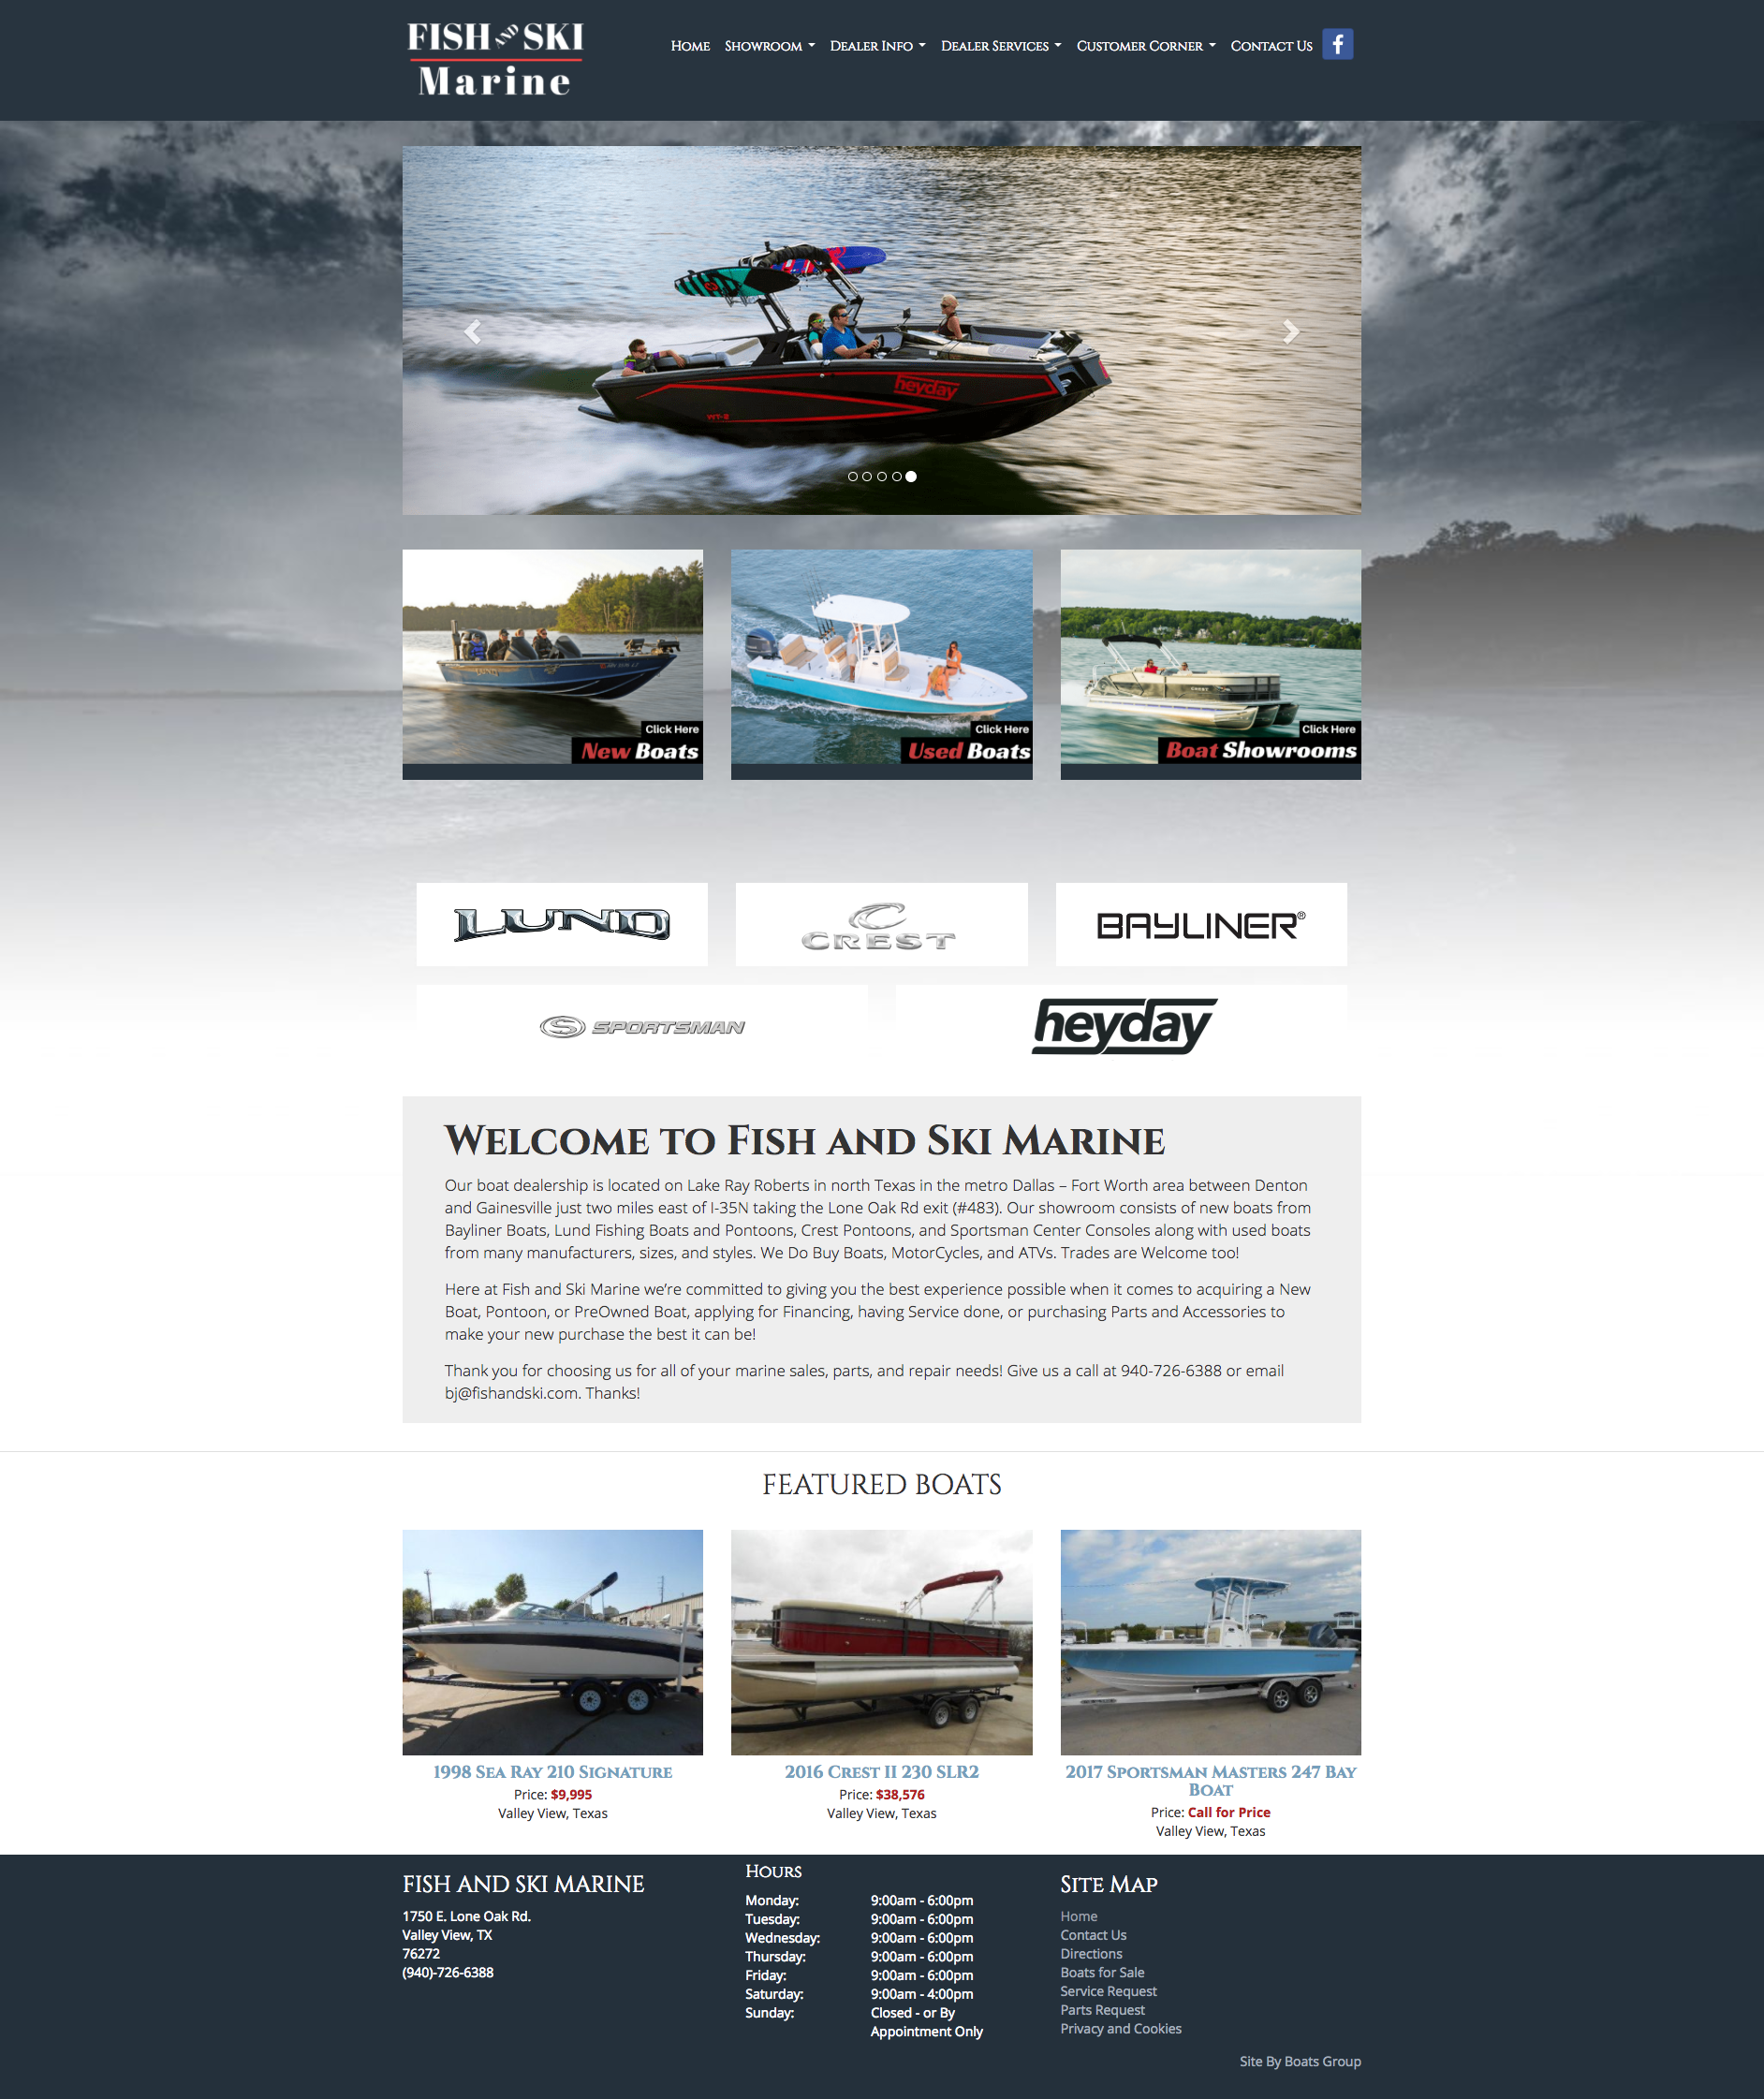 FISH AND SKI
Marine
Home Showroom Dealer Info Dealer Services Customer Corner Contact Us f
heyday
WT-2
Click Here
New Boats
Click Here
Used Boats
Click Here
Boat Showrooms
LUND
CREST
BAYLINER®
S SPORTSMAN
heyday
Welcome to Fish and Ski Marine
Our boat dealership is located on Lake Ray Roberts in north Texas in the metro Dallas – Fort Worth area between Denton
and Gainesville just two miles east of I-35N taking the Lone Oak Rd exit (#483). Our showroom consists of new boats from
Bayliner Boats, Lund Fishing Boats and Pontoons, Crest Pontoons, and Sportsman Center Consoles along with used boats
from many manufacturers, sizes, and styles. We Do Buy Boats, MotorCycles, and ATVs. Trades are Welcome too!
Here at Fish and Ski Marine we’re committed to giving you the best experience possible when it comes to acquiring a New
Boat, Pontoon, or PreOwned Boat, applying for Financing, having Service done, or purchasing Parts and Accessories to
make your new purchase the best it can be!
Thank you for choosing us for all of your marine sales, parts, and repair needs! Give us a call at 940-726-6388 or email
bj@fishandski.com. Thanks!
FEATURED BOATS
1998 Sea Ray 210 Signature
Price: $9,995
Valley View, Texas
2016 Crest II 230 SLR2
Price: $38,576
Valley View, Texas
2017 Sportsman Masters 247 Bay
Boat
Price: Call for Price
Valley View, Texas
FISH AND SKI MARINE
1750 E. Lone Oak Rd.
Valley View, TX
76272
(940)-726-6388
Hours
Monday: 9:00am - 6:00pm
Tuesday: 9:00am - 6:00pm
Wednesday: 9:00am - 6:00pm
Thursday: 9:00am - 6:00pm
Friday: 9:00am - 6:00pm
Saturday: 9:00am - 4:00pm
Sunday: Closed - or By
Appointment Only
Site Map
Home
Contact Us
Directions
Boats for Sale
Service Request
Parts Request
Privacy and Cookies
Site By Boats Group